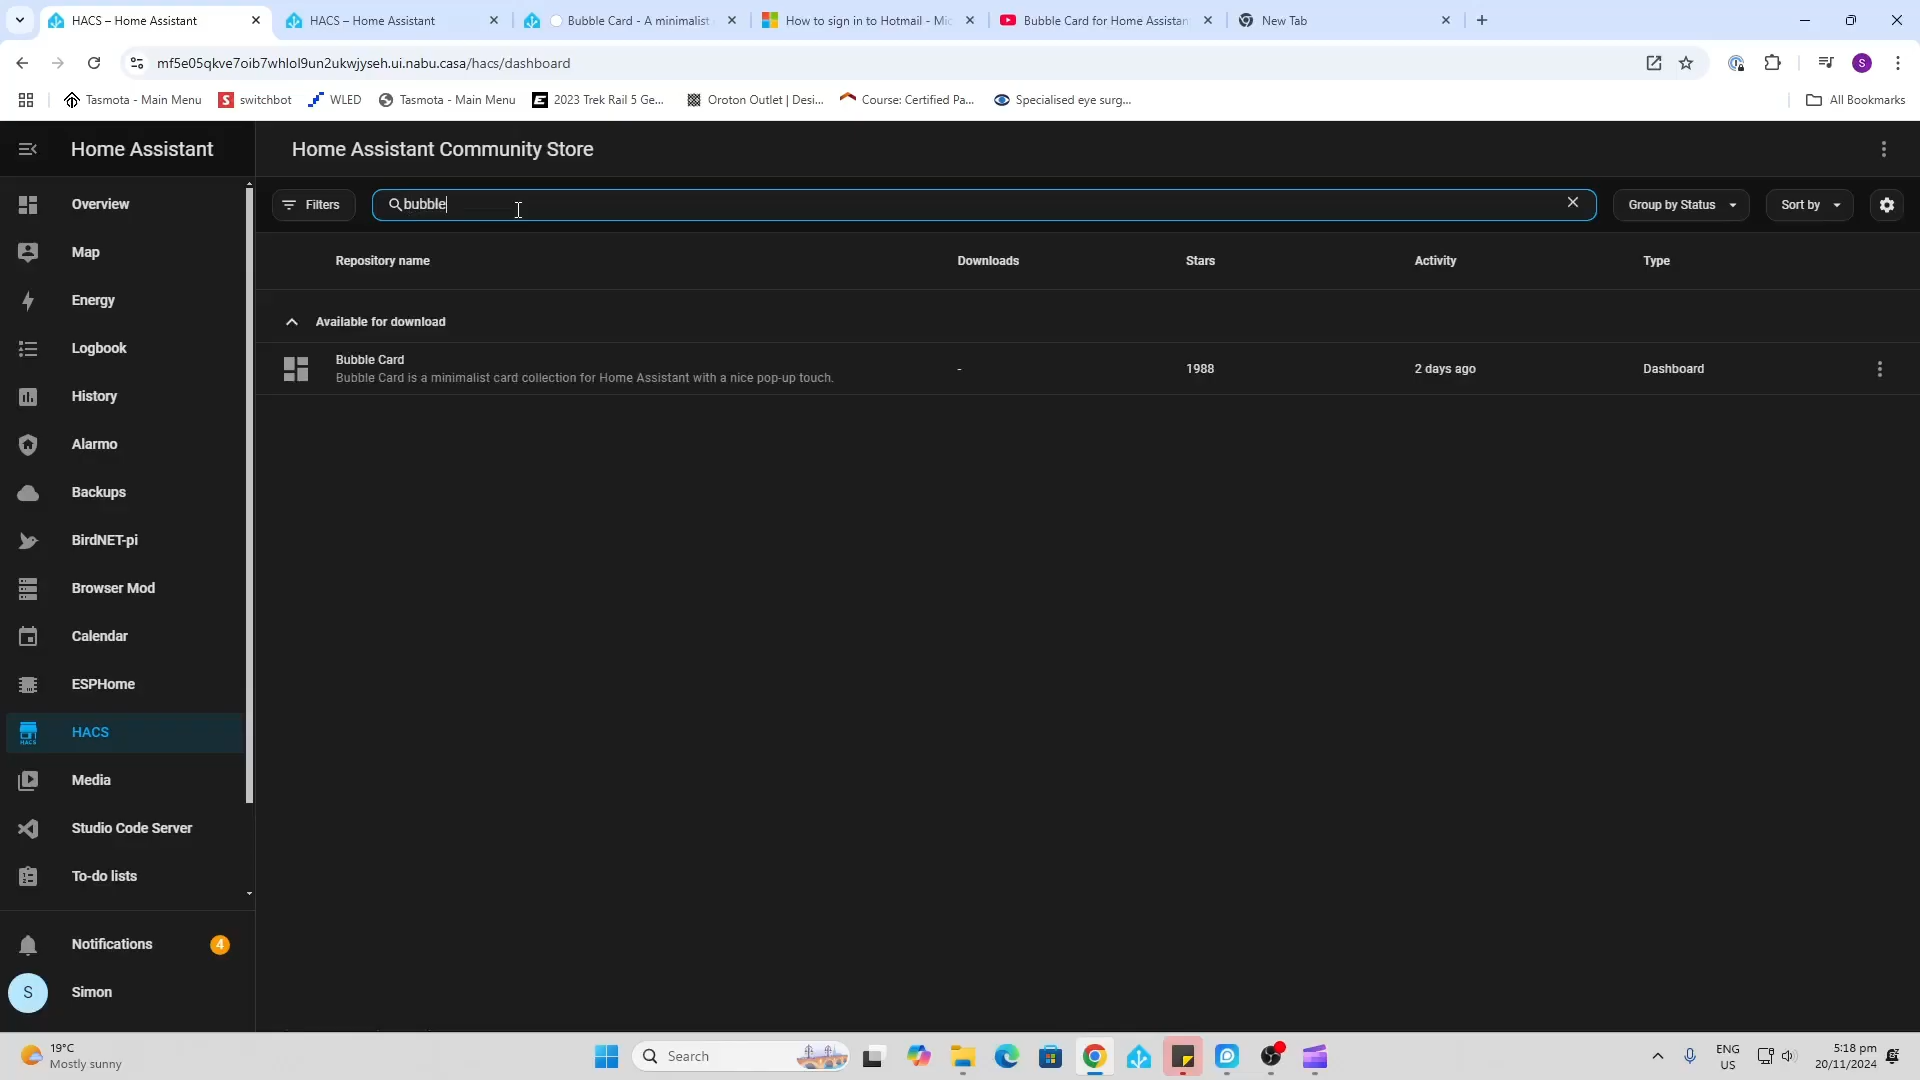 HACS – Home Assistant
HACS – Home Assistant
Bubble Card - A minimalist
How to sign in to Hotmail - Mic
Bubble Card for Home Assistan
New Tab
mf5e05qkve7oib7whlol9un2ukwjyseh.ui.nabu.casa/hacs/dashboard
S
Tasmota - Main Menu
switchbot
WLED
Tasmota - Main Menu
2023 Trek Rail 5 Ge...
Oroton Outlet | Desi...
Course: Certified Pa...
Specialised eye surg...
All Bookmarks
Home Assistant
Home Assistant Community Store
Overview
Map
Energy
Logbook
History
Alarmo
Backups
BirdNET-pi
Browser Mod
Calendar
ESPHome
HACS
Media
Studio Code Server
To-do lists
Notifications
4
S
Simon
Filters
bubble
Group by Status
Sort by
Repository name
Downloads
Stars
Activity
Type
Available for download
Bubble Card
Bubble Card is a minimalist card collection for Home Assistant with a nice pop-up touch.
-
1988
2 days ago
Dashboard
19°C
Mostly sunny
Search
ENG
US
5:18 pm
20/11/2024